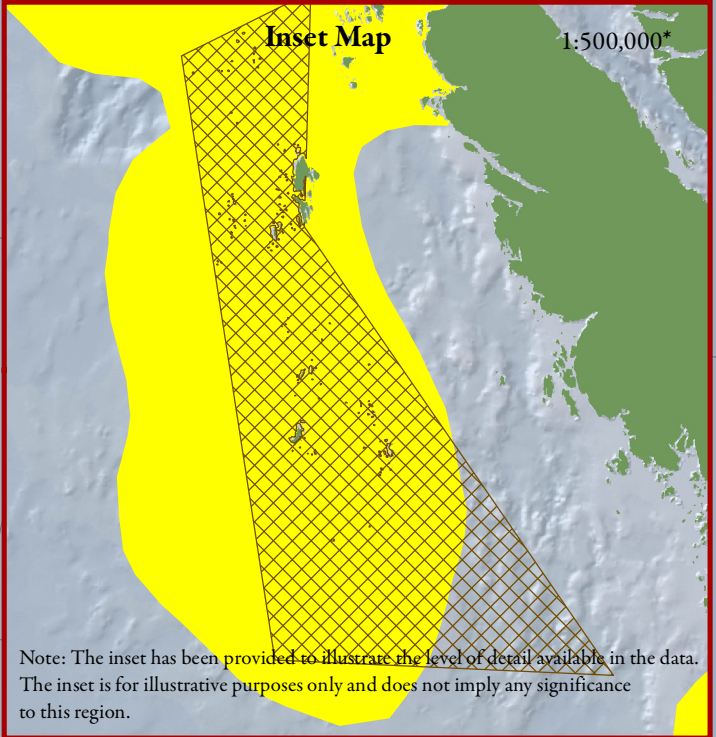 Inset Map
1:500,000*
Note: The inset has been provided to illustrate the level of detail available in the data.
The inset is for illustrative purposes only and does not imply any significance
to this region.